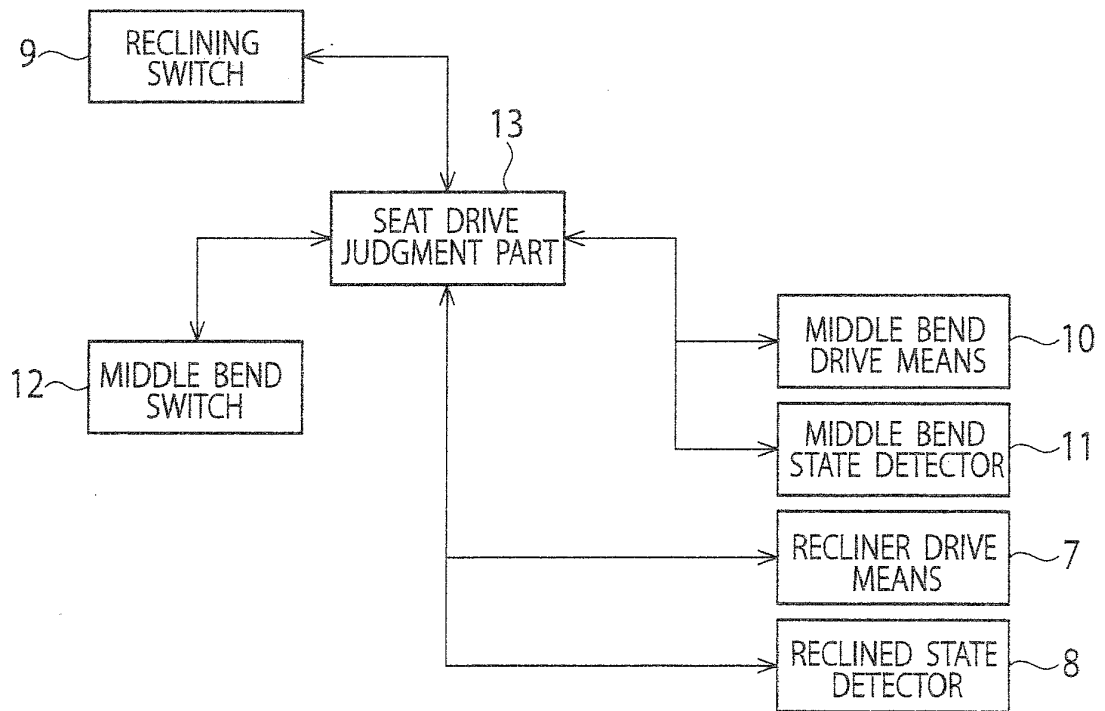 9
RECLINING
SWITCH
13
SEAT DRIVE
JUDGMENT PART
12
MIDDLE BEND
SWITCH
MIDDLE BEND
DRIVE MEANS
10
MIDDLE BEND
STATE DETECTOR
11
RECLINER DRIVE
MEANS
7
RECLINED STATE
DETECTOR
8